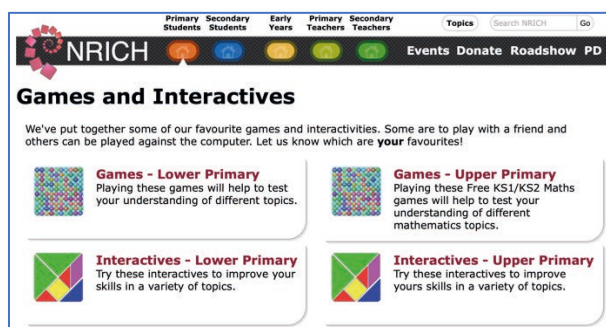 Primary Students
Secondary Students
Early Years
Primary Teachers
Secondary Teachers
Topics
Search NRICH
Go
NRICH
Events Donate Roadshow PD
Games and Interactives
We've put together some of our favourite games and interactivities. Some are to play with a friend and
others can be played against the computer. Let us know which are your favourites!
Games - Lower Primary
Playing these games will help to test
your understanding of different topics.
Games - Upper Primary
Playing these Free KS1/KS2 Maths
games will help to test your
understanding of different
mathematics topics.
Interactives - Lower Primary
Try these interactives to improve your
skills in a variety of topics.
Interactives - Upper Primary
Try these interactives to improve
yours skills in a variety of topics.